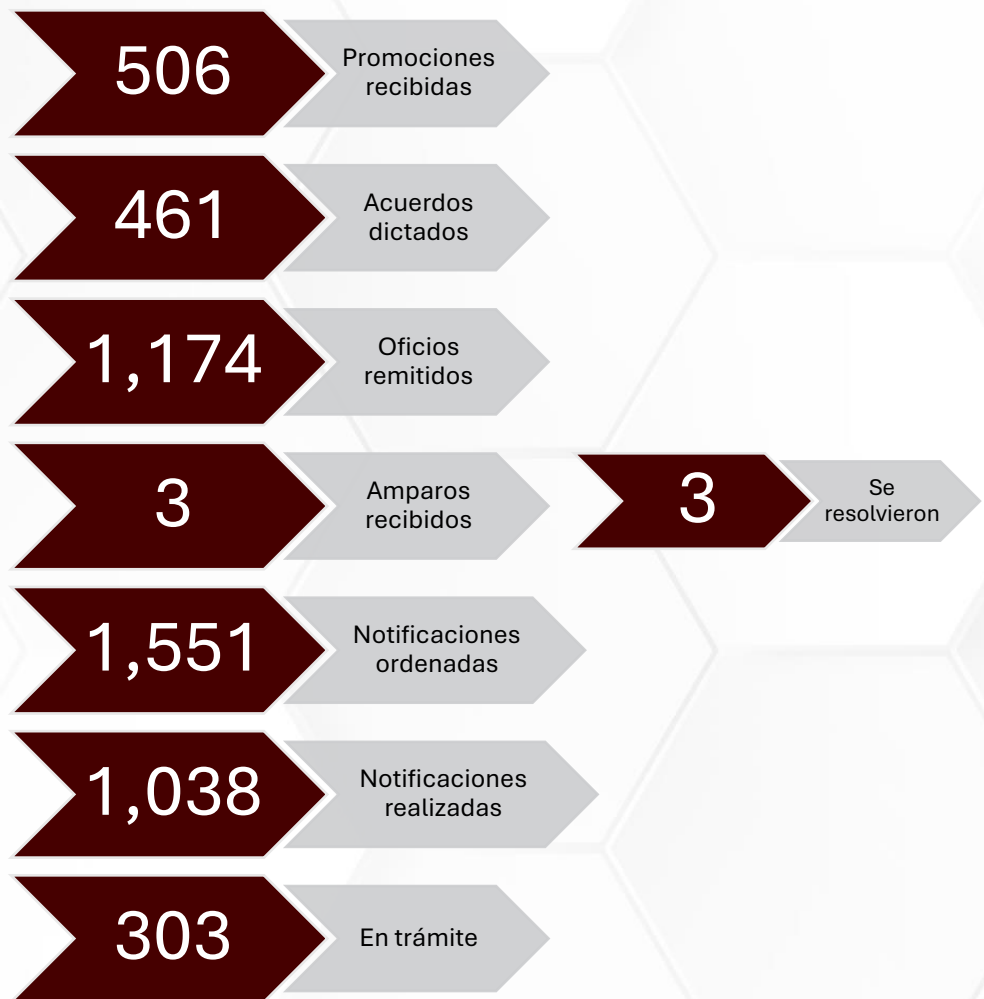 506
Promociones
recibidas
461
Acuerdos
dictados
1,174
Oficios
remitidos
3
Amparos
recibidos
3
Se
resolvieron
1,551
Notificaciones
ordenadas
1,038
Notificaciones
realizadas
303
En trámite